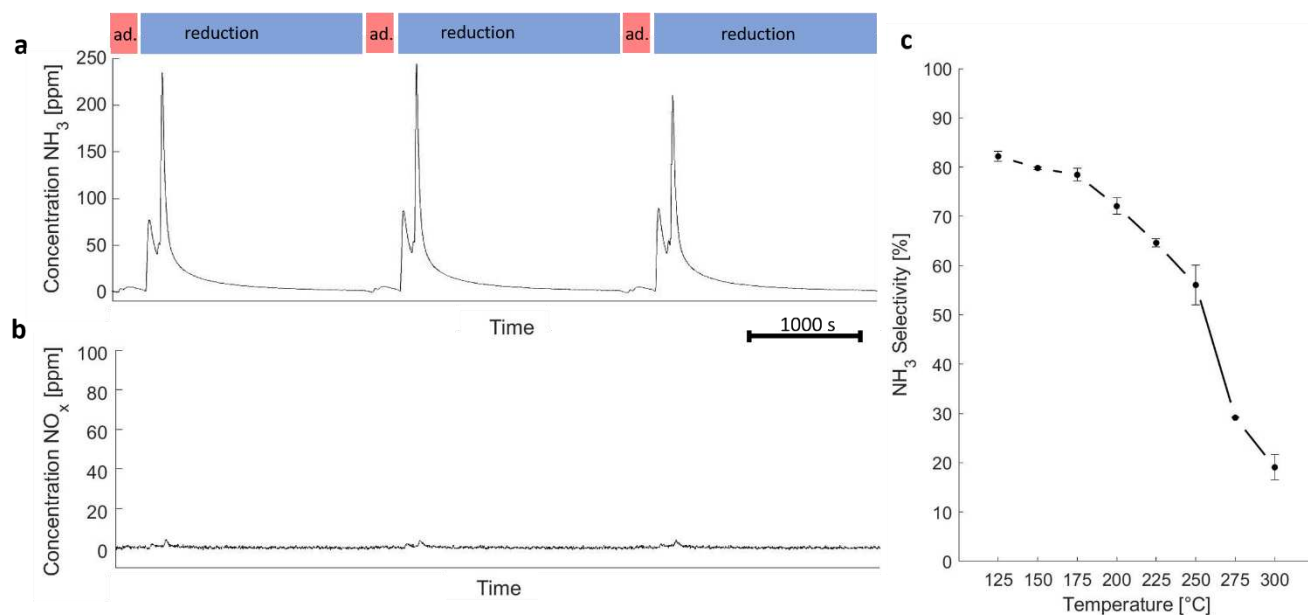 ad. reduction ad. reduction ad. reduction
a
Concentration NH3 [ppm]
250
200
150
100
50
0
Time
1000 s
b
Concentration NOx [ppm]
100
80
60
40
20
0
Time
c
NH3 Selectivity [%]
100
90
80
70
60
50
40
30
20
10
0
125 150 175 200 225 250 275 300
Temperature [°C]